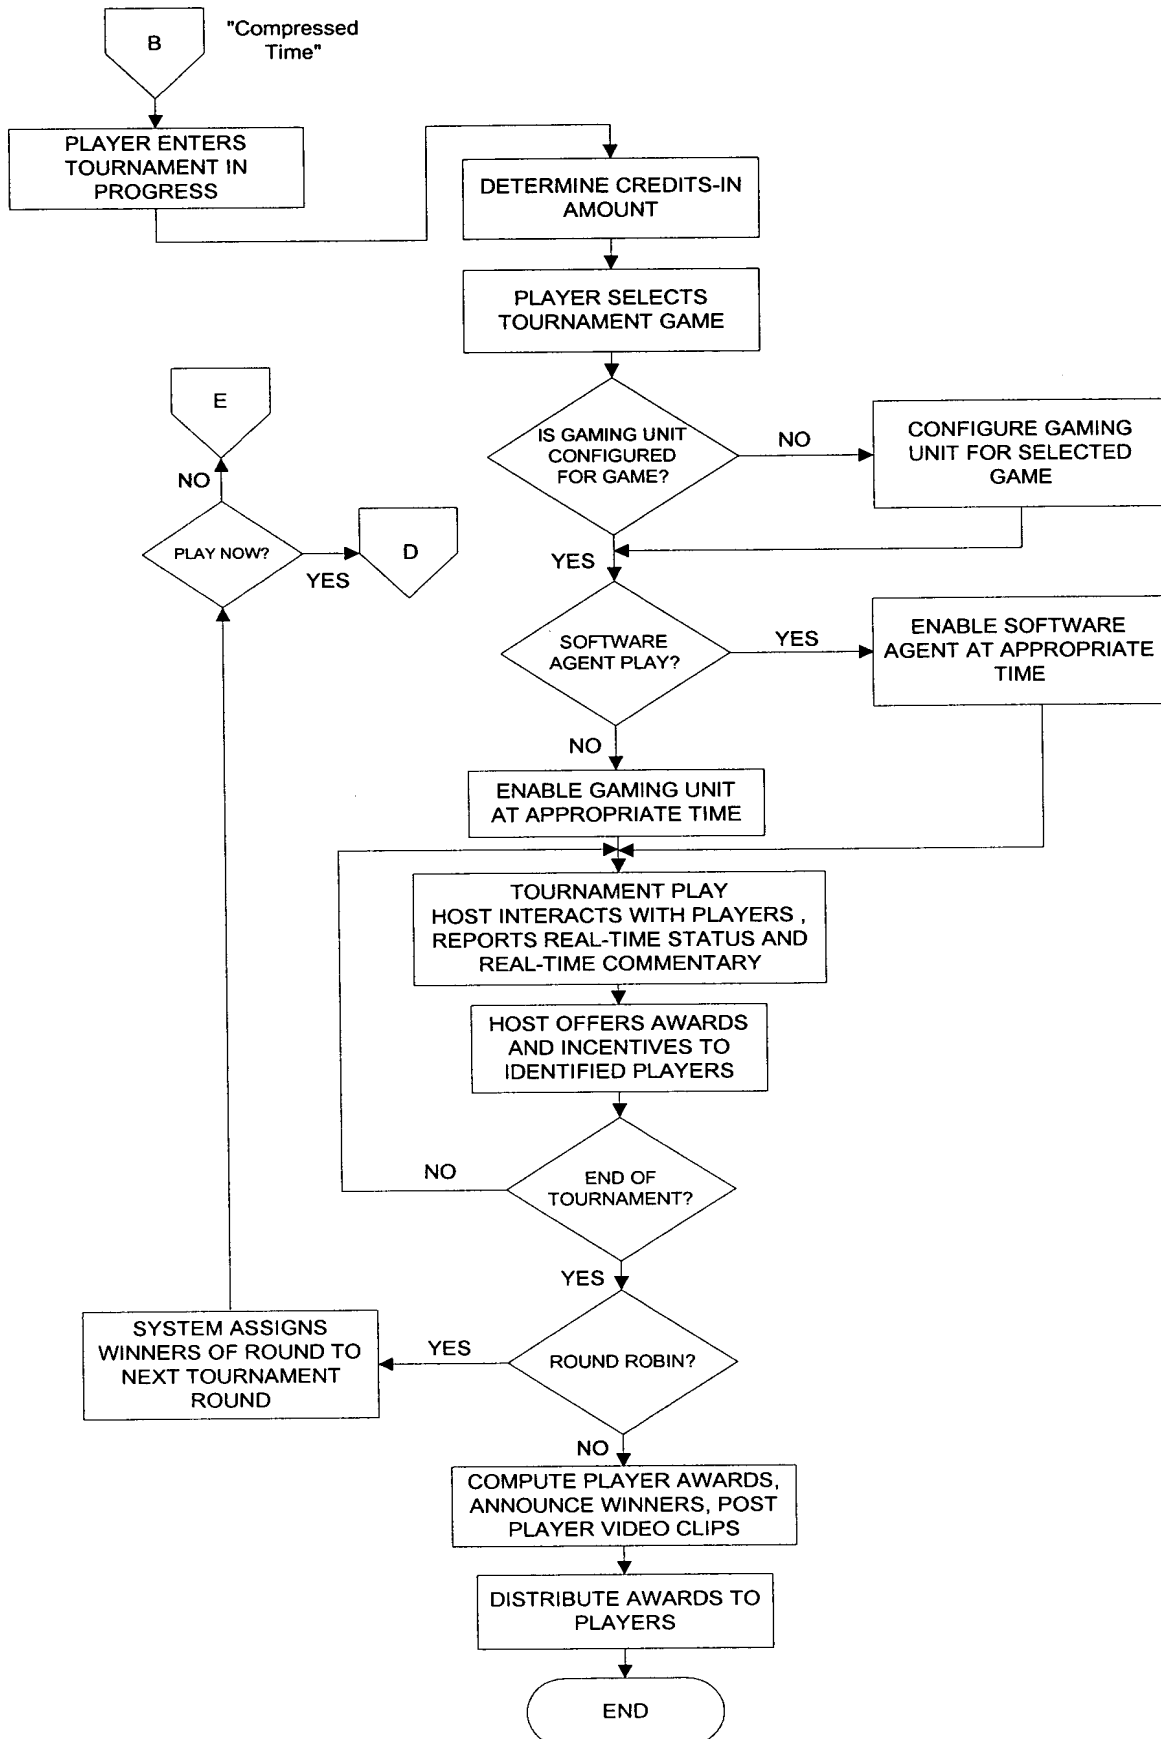 B
"Compressed
Time"
PLAYER ENTERS
TOURNAMENT IN
PROGRESS
DETERMINE CREDITS-IN
AMOUNT
PLAYER SELECTS
TOURNAMENT GAME
IS GAMING UNIT
CONFIGURED
FOR GAME?
NO
CONFIGURE GAMING
UNIT FOR SELECTED
GAME
YES
E
NO
PLAY NOW?
YES
D
SOFTWARE
AGENT PLAY?
YES
ENABLE SOFTWARE
AGENT AT APPROPRIATE
TIME
NO
ENABLE GAMING UNIT
AT APPROPRIATE TIME
TOURNAMENT PLAY
HOST INTERACTS WITH PLAYERS ,
REPORTS REAL-TIME STATUS AND
REAL-TIME COMMENTARY
HOST OFFERS AWARDS
AND INCENTIVES TO
IDENTIFIED PLAYERS
NO
END OF
TOURNAMENT?
YES
ROUND ROBIN?
YES
SYSTEM ASSIGNS
WINNERS OF ROUND TO
NEXT TOURNAMENT
ROUND
NO
COMPUTE PLAYER AWARDS,
ANNOUNCE WINNERS, POST
PLAYER VIDEO CLIPS
DISTRIBUTE AWARDS TO
PLAYERS
END